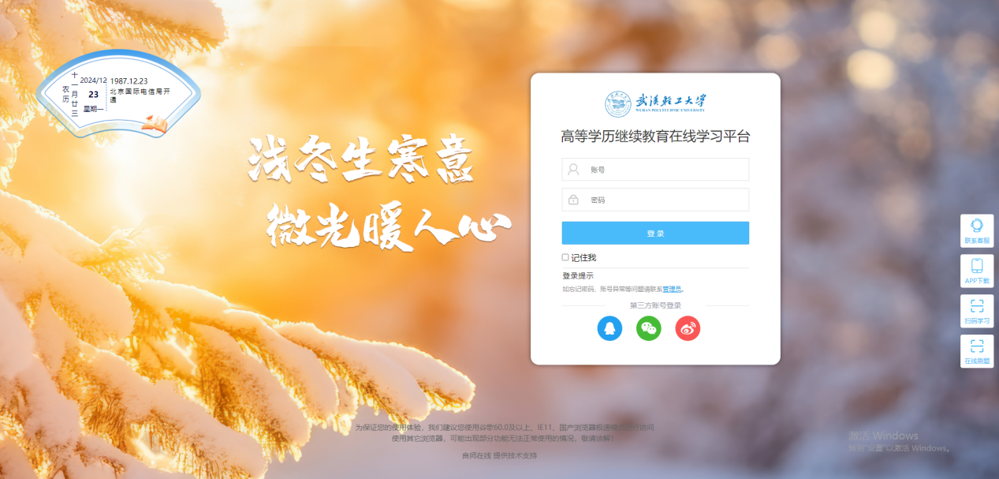 农历
十一月廿三
2024/12
23
星期一
1987.12.23
北京国际电信局开
通
浅冬生寒意
微光暖人心
武汉轻工大学
WUHAN POLYTECHNIC UNIVERSITY
高等学历继续教育在线学习平台
账号
密码
登 录
记住我
登录提示
如忘记密码、账号异常等问题请联系管理员。
第三方账号登录
联系客服
APP下载
扫码学习
在线刷题
为保证您的使用体验，我们建议您使用谷歌60.0及以上、IE11、国产浏览器极速模式进行访问
使用其它浏览器，可能出现部分功能无法正常使用的情况，敬请谅解！
良师在线 提供技术支持
激活 Windows
转到"设置"以激活 Windows。